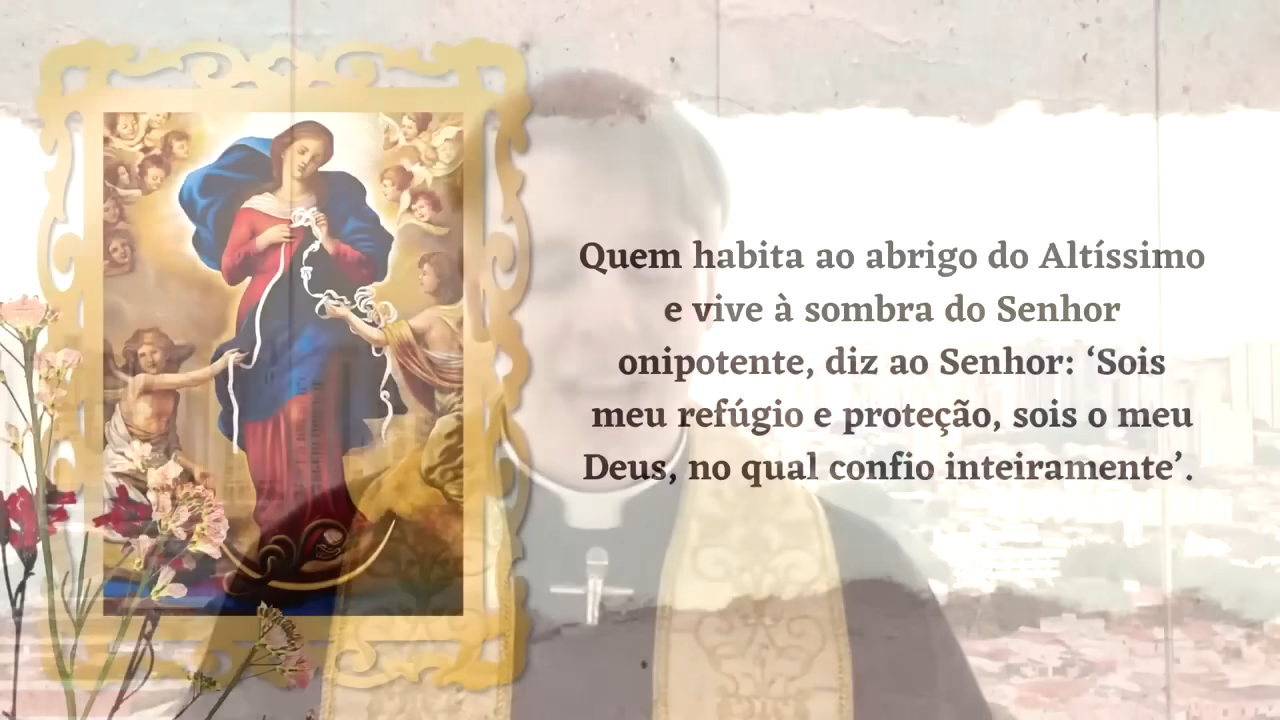 Quem habita ao abrigo do Altíssimo
e vive à sombra do Senhor
onipotente, diz ao Senhor: ‘Sois
meu refúgio e proteção, sois o meu
Deus, no qual confio inteiramente’.